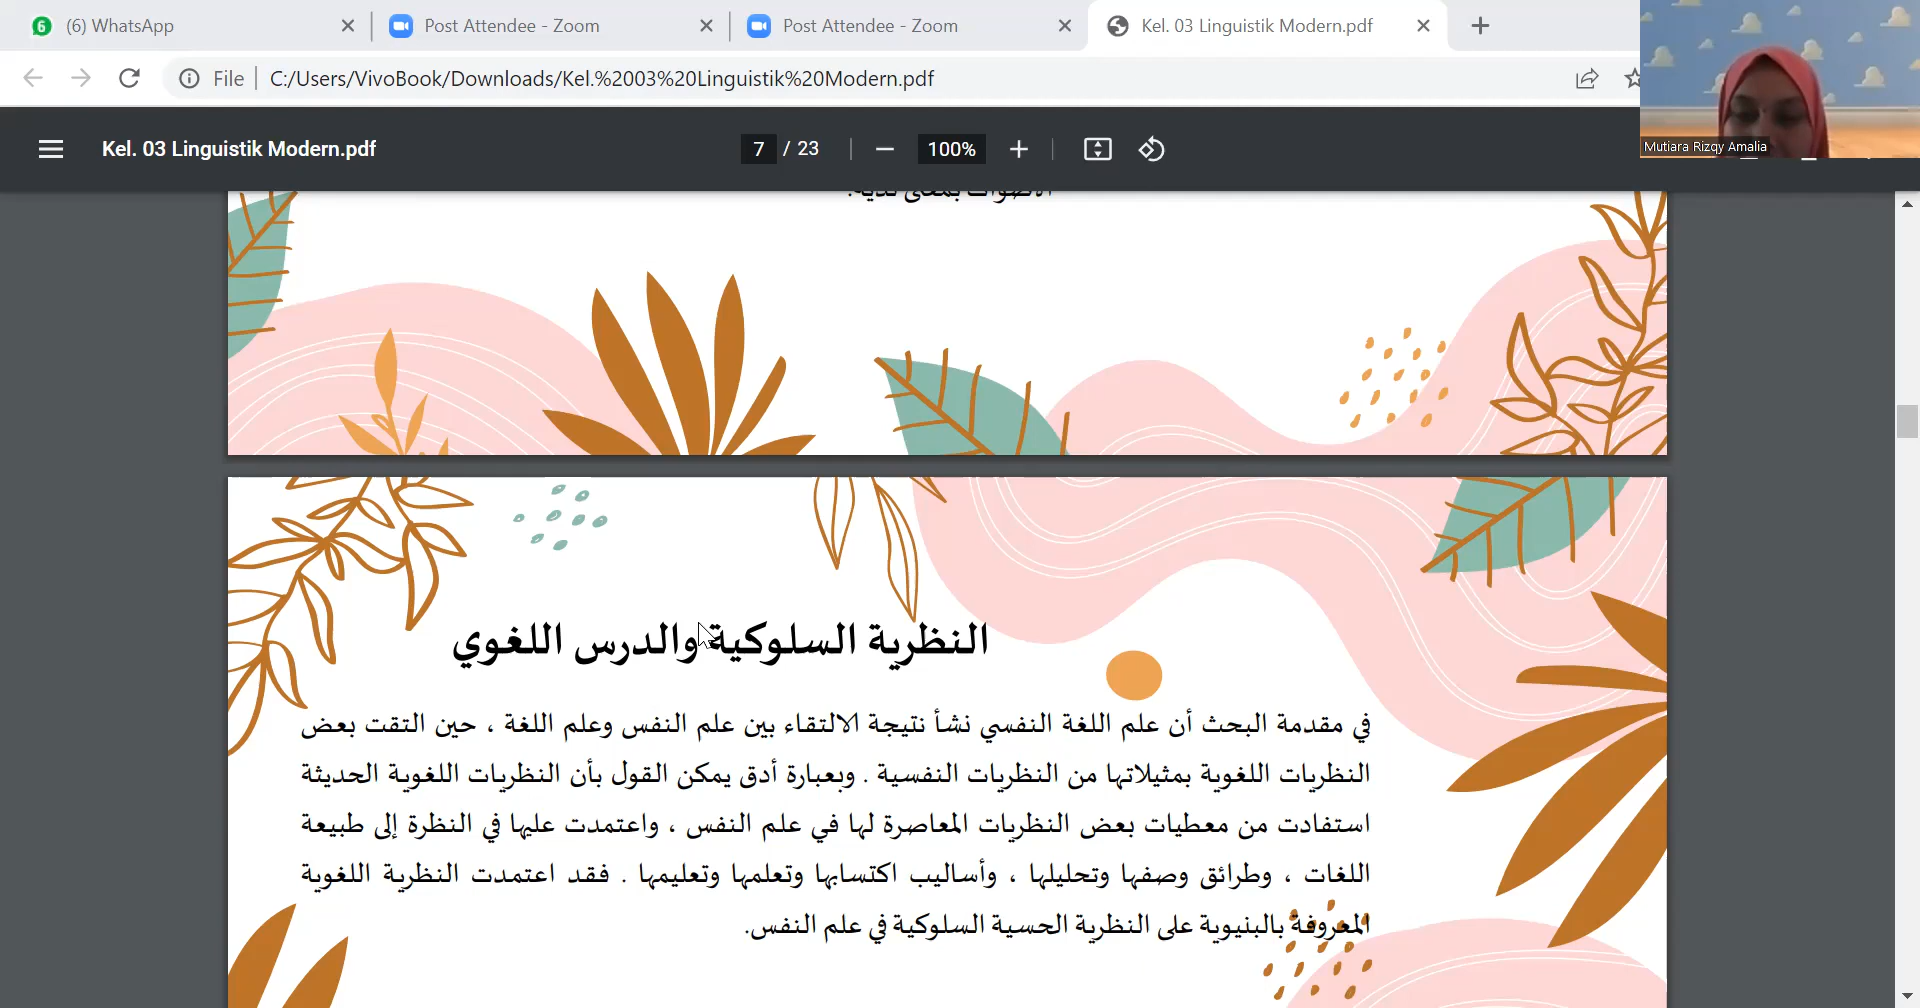 (6) WhatsApp
Post Attendee - Zoom
Post Attendee - Zoom
Kel. 03 Linguistik Modern.pdf
File
C:/Users/VivoBook/Downloads/Kel.%2003%20Linguistik%20Modern.pdf
Kel. 03 Linguistik Modern.pdf
7 / 23
100%
Mutiara Rizqy Amalia
النظرية السلوكية والدرس اللغوي
في مقدمة البحث أن علم اللغة النفسي نشأ نتيجة الالتقاء بين علم النفس وعلم اللغة ، حين التقت بعض
النظريات اللغوية بمثيلاتها من النظريات النفسية . وبعبارة أدق يمكن القول بأن النظريات اللغوية الحديثة
استفادت من معطيات بعض النظريات المعاصرة لها في علم النفس ، واعتمدت عليها في النظرة إلى طبيعة
اللغات ، وطرائق وصفها وتحليلها ، وأساليب اكتسابها وتعلمها وتعليمها . فقد اعتمدت النظرية اللغوية
المعروفة بالبنيوية على النظرية الحسية السلوكية في علم النفس.